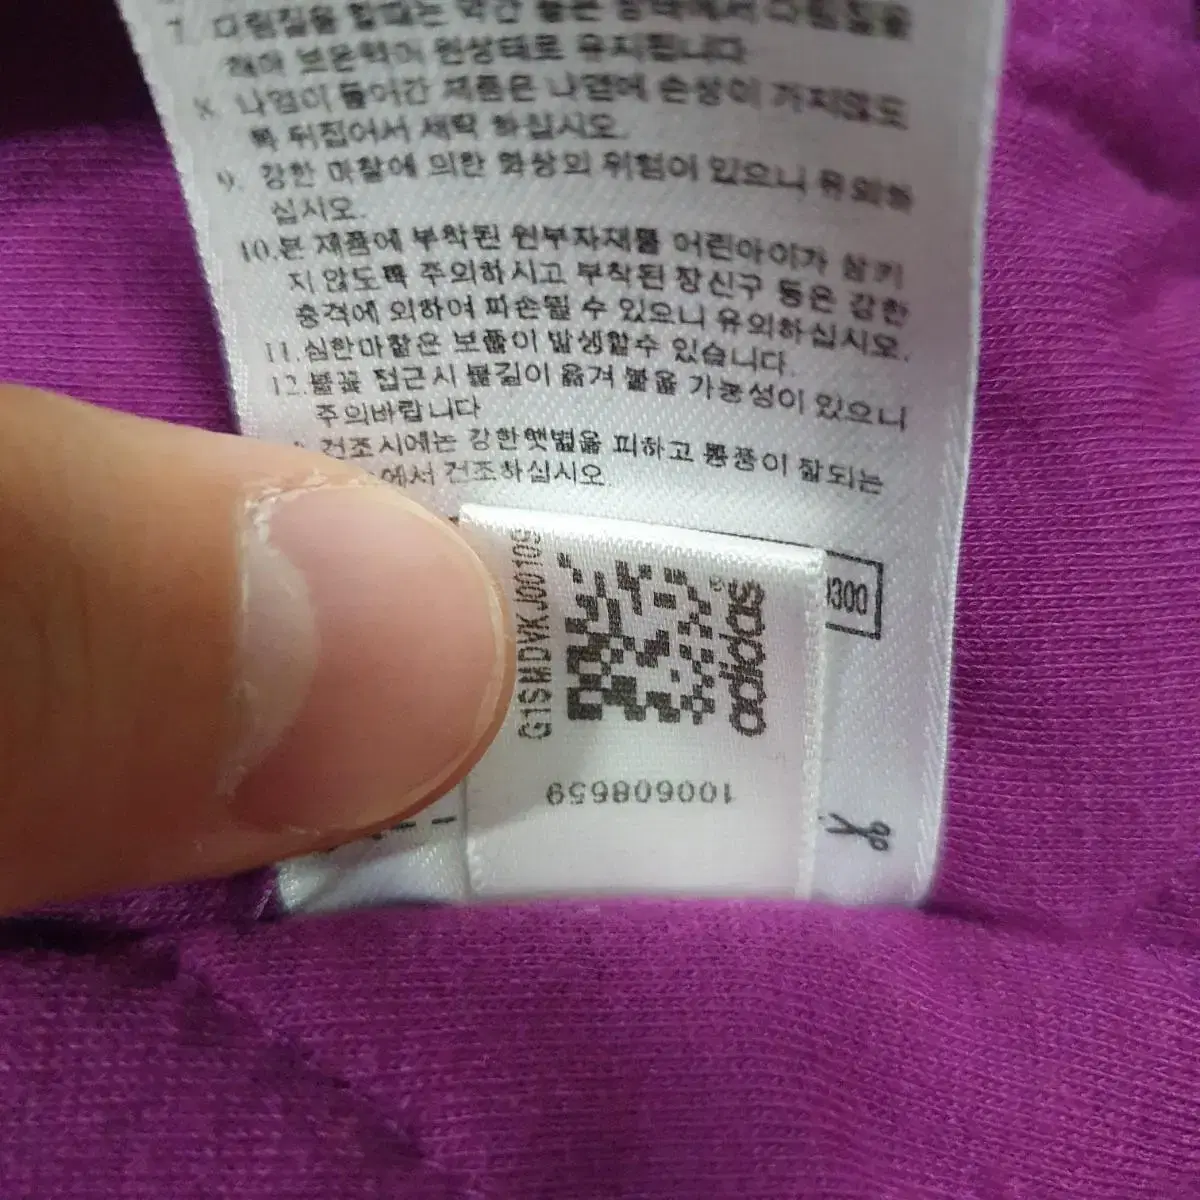 7. 다림질을 할때는 약간 높은 상태에서 다림질을
해야 보온력이 원상태로 유지됩니다
8. 나염이 들어간 제품은 나염에 손상이 가지않도
록 뒤집어서 세탁 하십시오.
9. 강한 마찰에 의한 화상의 위험이 있으니 유의하
십시오.
10.본 제품에 부착된 원부자재를 어린아이가 삼키
지 않도록 주의하시고 부착된 장신구 등은 강한
충격에 의하여 파손될 수 있으니 유의하십시오.
11.심한마찰은 보풀이 발생할수 있습니다.
12.불꽃 접근시 불길이 옮겨 붙을 가능성이 있으니
주의바랍니다
건조시에는 강한햇볕을 피하고 통풍이 잘되는
에서 건조하십시오
G1SMDVKJ00109
adidas®
300
100608659